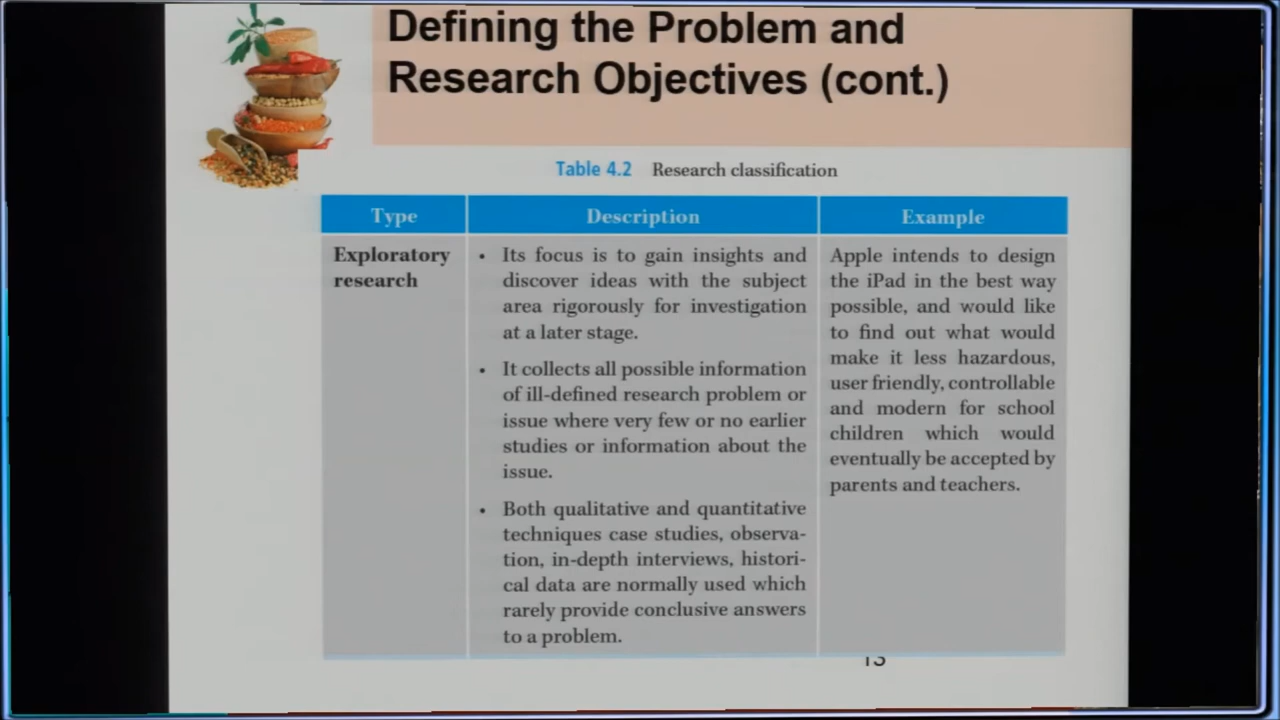 Defining the Problem and
Research Objectives (cont.)
Table 4.2 Research classification
Type
Description
Example
Exploratory
research
• Its focus is to gain insights and
discover ideas with the subject
area rigorously for investigation
at a later stage.
• It collects all possible information
of ill-defined research problem or
issue where very few or no earlier
studies or information about the
issue.
• Both qualitative and quantitative
techniques case studies, observa-
tion, in-depth interviews, histori-
cal data are normally used which
rarely provide conclusive answers
to a problem.
Apple intends to design
the iPad in the best way
possible, and would like
to find out what would
make it less hazardous,
user friendly, controllable
and modern for school
children which would
eventually be accepted by
parents and teachers.